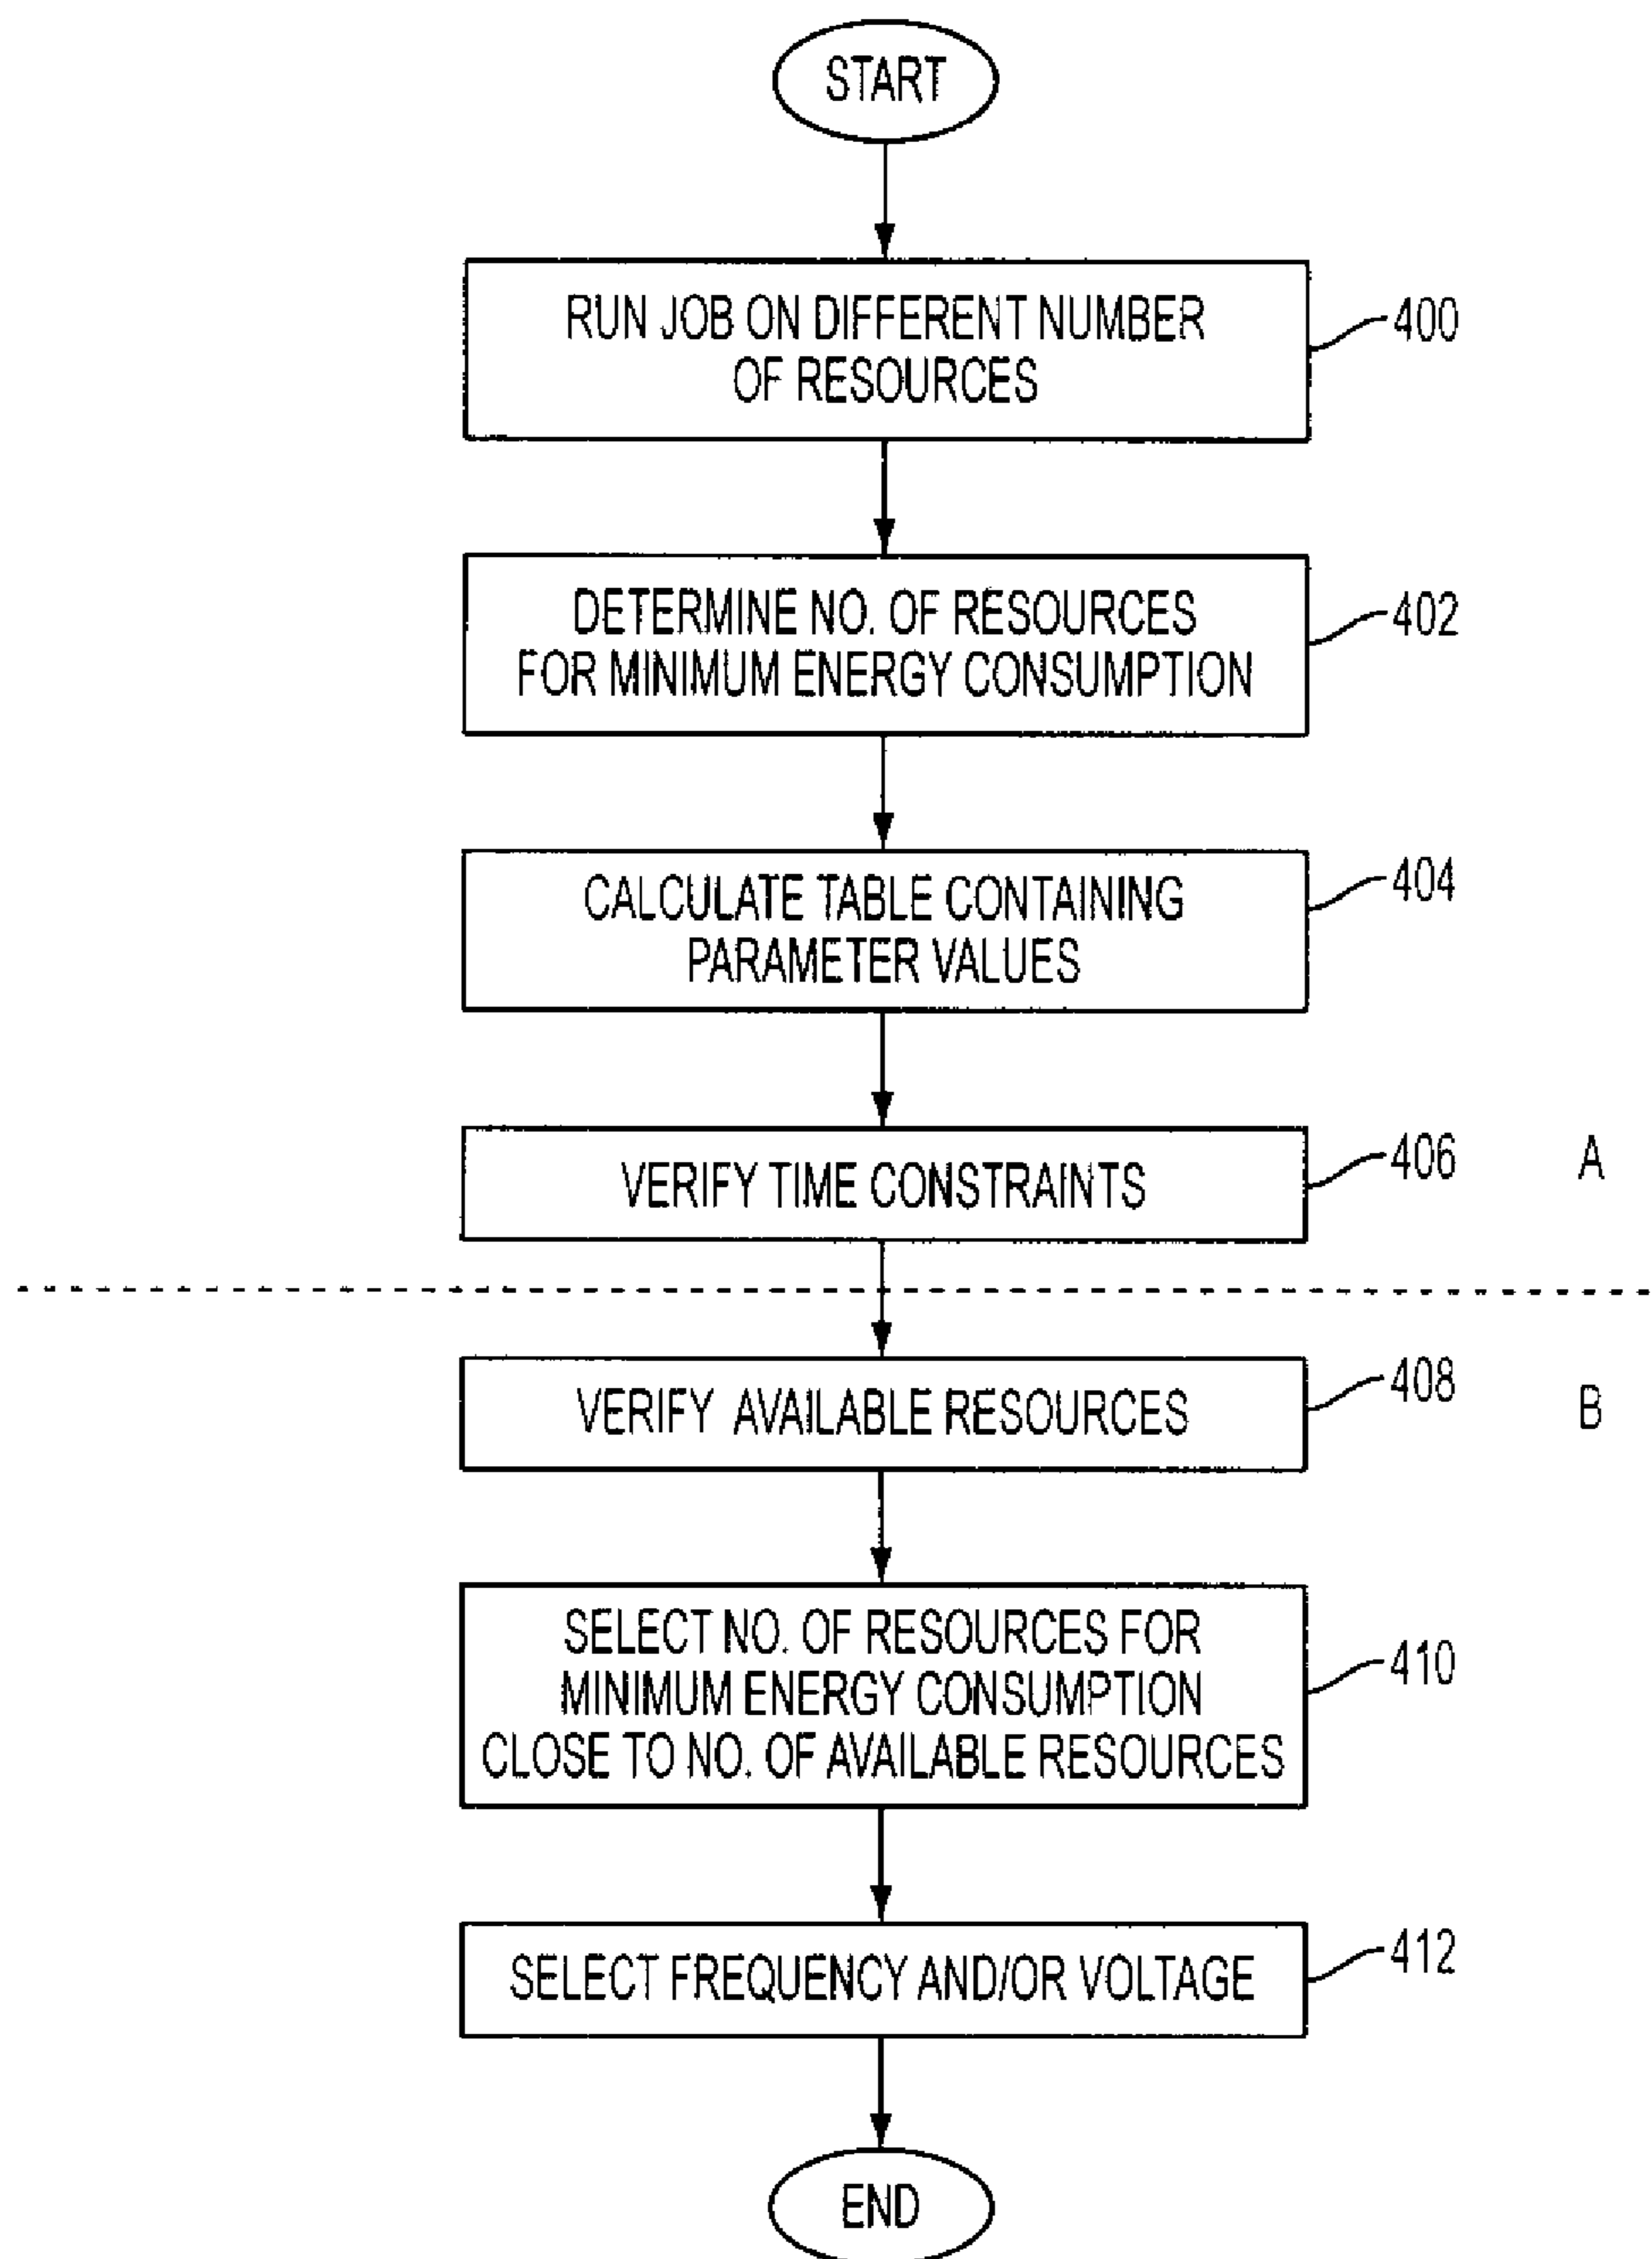 START
RUN JOB ON DIFFERENT NUMBER
OF RESOURCES
400
DETERMINE NO. OF RESOURCES
FOR MINIMUM ENERGY CONSUMPTION
402
CALCULATE TABLE CONTAINING
PARAMETER VALUES
404
VERIFY TIME CONSTRAINTS
406
A
VERIFY AVAILABLE RESOURCES
408
B
SELECT NO. OF RESOURCES FOR
MINIMUM ENERGY CONSUMPTION
CLOSE TO NO. OF AVAILABLE RESOURCES
410
SELECT FREQUENCY AND/OR VOLTAGE
412
END